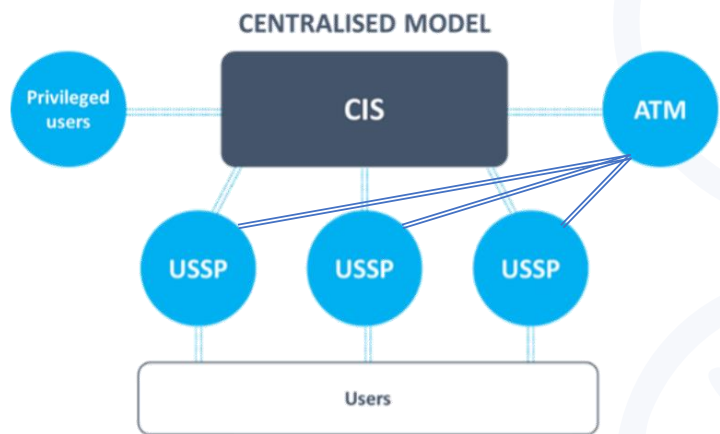 CENTRALISED MODEL
Privileged
users
CIS
ATM
USSP
USSP
USSP
Users